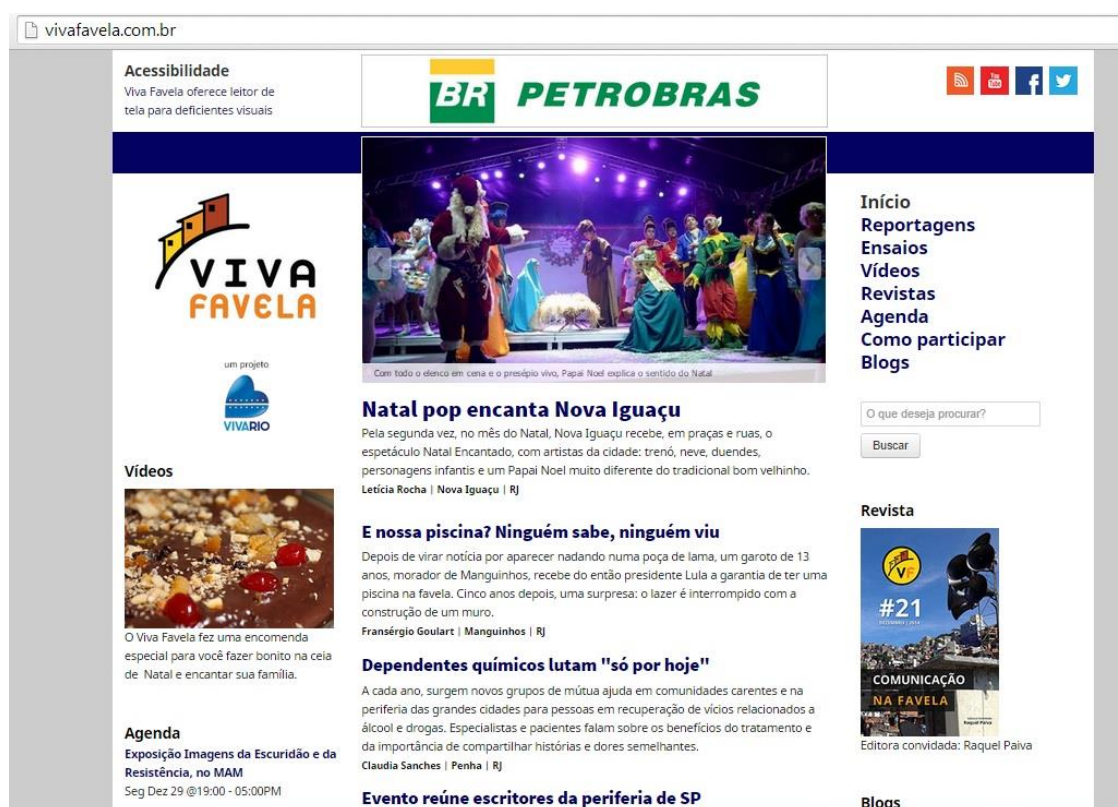 vivafavela.com.br
Acessibilidade
Viva Favela oferece leitor de
tela para deficientes visuais
BR PETROBRAS
You
Tube
Com todo o elenco em cena e o presépio vivo, Papai Noel explica o sentido do Natal
VIVA
FAVELA
um projeto
VIVARIO
Vídeos
O Viva Favela fez uma encomenda
especial para você fazer bonito na ceia
de Natal e encantar sua família.
Agenda
Exposição Imagens da Escuridão e da
Resistência, no MAM
Seg Dez 29 @19:00 - 05:00PM
Natal pop encanta Nova Iguaçu
Pela segunda vez, no mês do Natal, Nova Iguaçu recebe, em praças e ruas, o
espetáculo Natal Encantado, com artistas da cidade: trenó, neve, duendes,
personagens infantis e um Papai Noel muito diferente do tradicional bom velhinho.
Letícia Rocha | Nova Iguaçu | RJ
E nossa piscina? Ninguém sabe, ninguém viu
Depois de virar notícia por aparecer nadando numa poça de lama, um garoto de 13
anos, morador de Manguinhos, recebe do então presidente Lula a garantia de ter uma
piscina na favela. Cinco anos depois, uma surpresa: o lazer é interrompido com a
construção de um muro.
Fransérgio Goulart | Manguinhos | RJ
Dependentes químicos lutam "só por hoje"
A cada ano, surgem novos grupos de mútua ajuda em comunidades carentes e na
periferia das grandes cidades para pessoas em recuperação de vícios relacionados a
álcool e drogas. Especialistas e pacientes falam sobre os benefícios do tratamento e
da importância de compartilhar histórias e dores semelhantes.
Claudia Sanches | Penha | RJ
Evento reúne escritores da periferia de SP
Início
Reportagens
Ensaios
Vídeos
Revistas
Agenda
Como participar
Blogs
O que deseja procurar?
Buscar
Revista
VF
#21
COMUNICAÇÃO
NA FAVELA
Raquel Paiva
Editora convidada: Raquel Paiva
Blogs